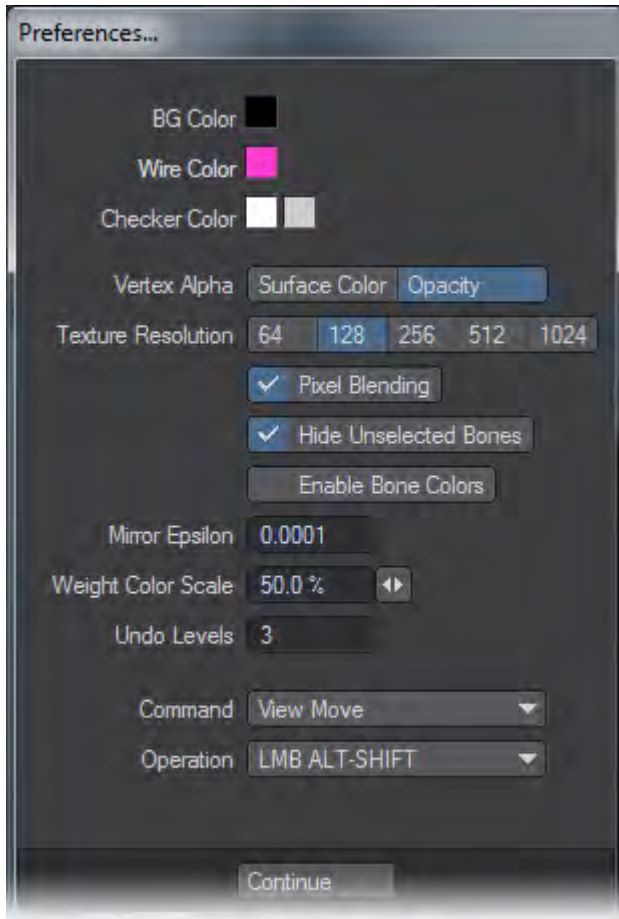 Preferences...
BG Color
Wire Color
Checker Color
Vertex Alpha Surface Color Opacity
Texture Resolution 64 128 256 512 1024
Pixel Blending
Hide Unselected Bones
Enable Bone Colors
Mirror Epsilon 0.0001
Weight Color Scale 50.0 %
Undo Levels 3
Command View Move
Operation LMB ALT-SHIFT
Continue